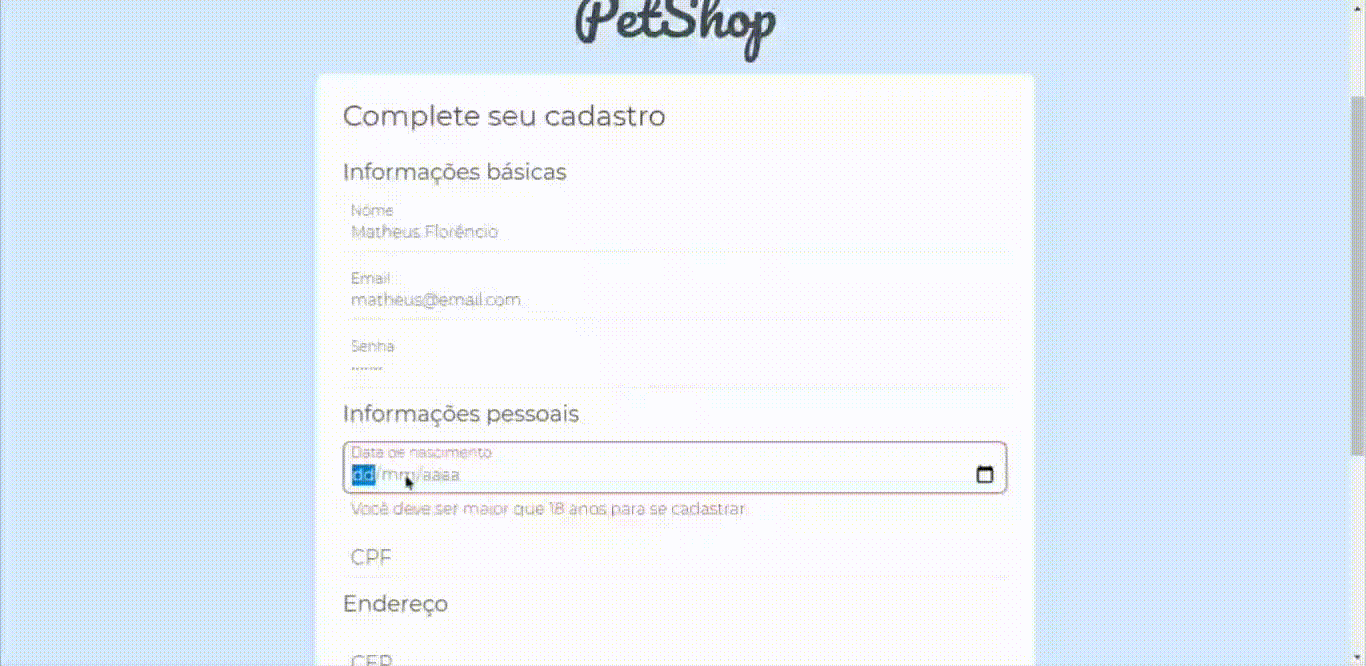 PetShop
Complete seu cadastro
Informações básicas
Nome
Matheus Florêncio
Email
matheus@email.com
Senha
•••••••
Informações pessoais
Data de nascimento
dd/mm/aaaa
Você deve ser maior que 18 anos para se cadastrar.
CPF
Endereço
CEP